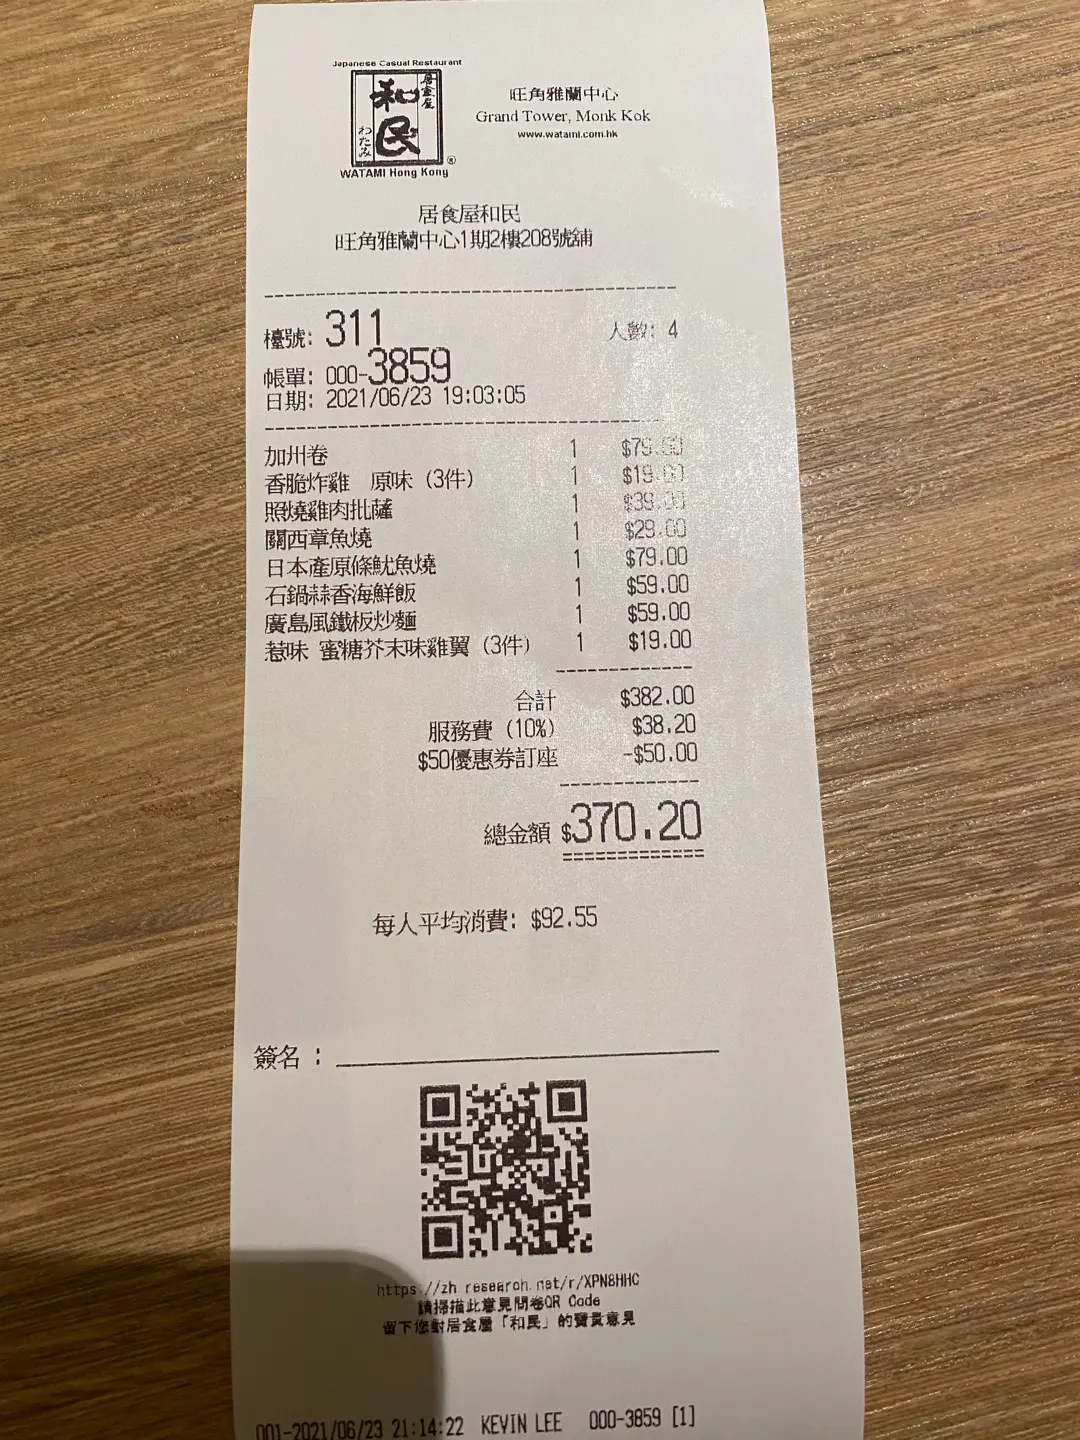 Japanese Casual Restaurant
居食屋
和民
わたみ
®
WATAMI Hong Kong
旺角雅蘭中心
Grand Tower, Monk Kok
www.watami.com.hk
居食屋和民
旺角雅蘭中心1期2樓208號舖
檯號: 311 人數: 4
帳單: 000-3859
日期: 2021/06/23 19:03:05
加州卷 1 $79.00
香脆炸雞 原味 (3件) 1 $19.00
照燒雞肉批薩 1 $39.00
關西章魚燒 1 $29.00
日本產原條魷魚燒 1 $79.00
石鍋蒜香海鮮飯 1 $59.00
廣島風鐵板炒麵 1 $59.00
惹味 蜜糖芥末味雞翼 (3件) 1 $19.00
合計 $382.00
服務費 (10%) $38.20
$50優惠券訂座 -$50.00
總金額 $370.20
每人平均消費: $92.55
簽名 :
https://zh.research.net/r/XPN8HHC
請掃描此意見問卷QR Code
留下您對居食屋「和民」的寶貴意見
001-2021/06/23 21:14:22 KEVIN LEE 000-3859 [1]